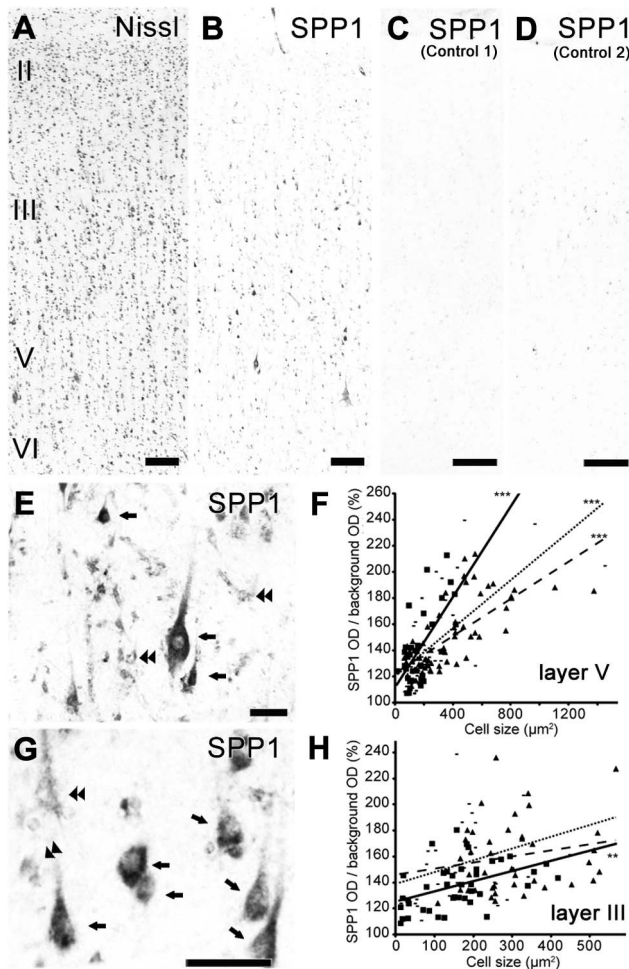 A Nissl
B SPP1
C SPP1
(Control 1)
D SPP1
(Control 2)
II
III
V
VI
E SPP1
F
SPP1 OD / background OD (%)
260
240
220
200
180
160
140
120
100
***
***
***
layer V
0 400 800 1200
Cell size (µm²)
G SPP1
H
SPP1 OD / background OD (%)
240
220
200
180
160
140
120
100
**
layer III
0 100 200 300 400 500
Cell size (µm²)